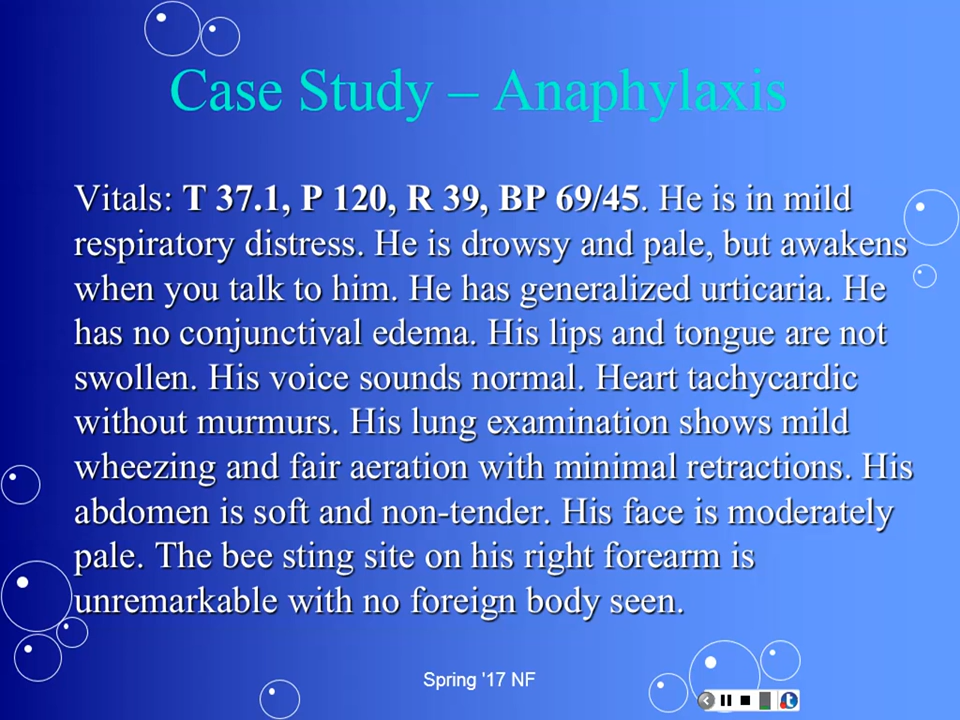 Case Study – Anaphylaxis
Vitals: T 37.1, P 120, R 39, BP 69/45. He is in mild
respiratory distress. He is drowsy and pale, but awakens
when you talk to him. He has generalized urticaria. He
has no conjunctival edema. His lips and tongue are not
swollen. His voice sounds normal. Heart tachycardic
without murmurs. His lung examination shows mild
wheezing and fair aeration with minimal retractions. His
abdomen is soft and non-tender. His face is moderately
pale. The bee sting site on his right forearm is
unremarkable with no foreign body seen.
Spring '17 NF
t